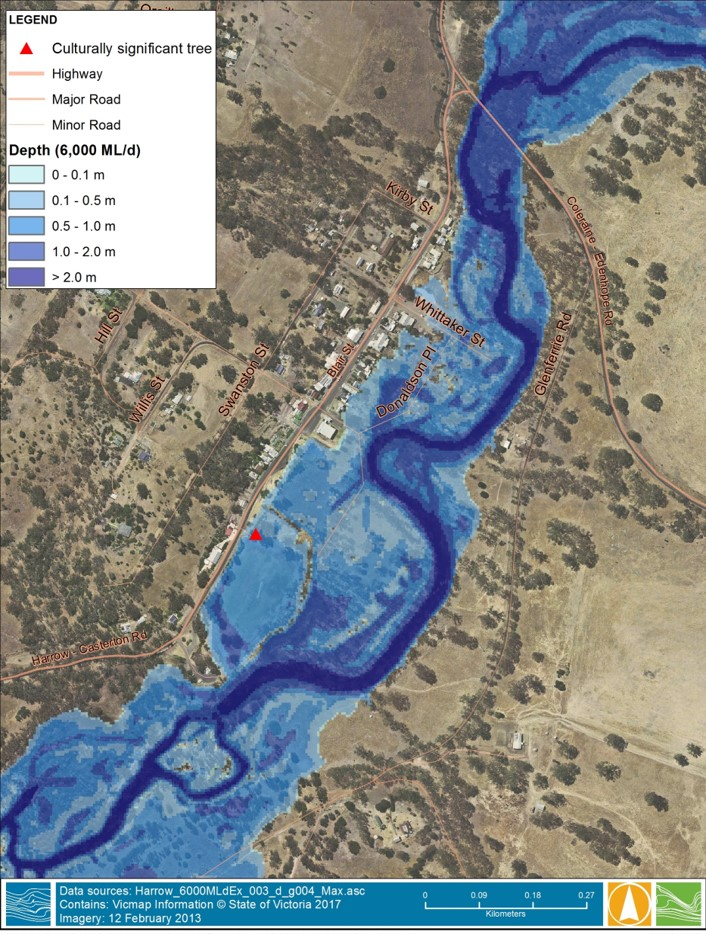 LEGEND
Culturally significant tree
Highway
Major Road
Minor Road
Depth (6,000 ML/d)
0 - 0.1 m
0.1 - 0.5 m
0.5 - 1.0 m
1.0 - 2.0 m
> 2.0 m
Kirby St
Coleraine - Edenhope Rd
Whittaker St
Hill St
Glenferrie Rd
Blair St
Swanston St
Donaldson Pl
Willis St
Harrow - Casterton Rd
Data sources: Harrow_6000MLdEx_003_d_g004_Max.asc
Contains: Vicmap Information © State of Victoria 2017
Imagery: 12 February 2013
0 0.09 0.18 0.27
Kilometers